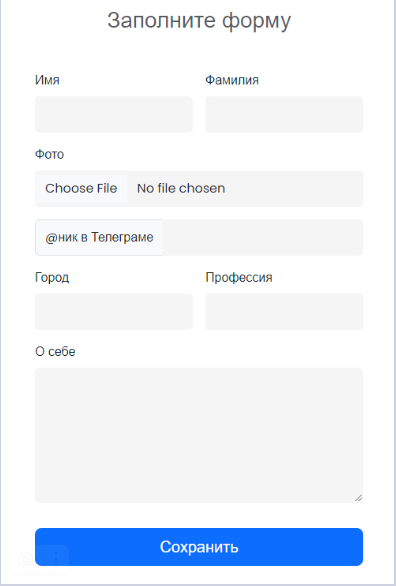 Заполните форму
Имя Фамилия
Фото
Choose File No file chosen
@ник в Телеграме
Город Профессия
О себе
Сохранить